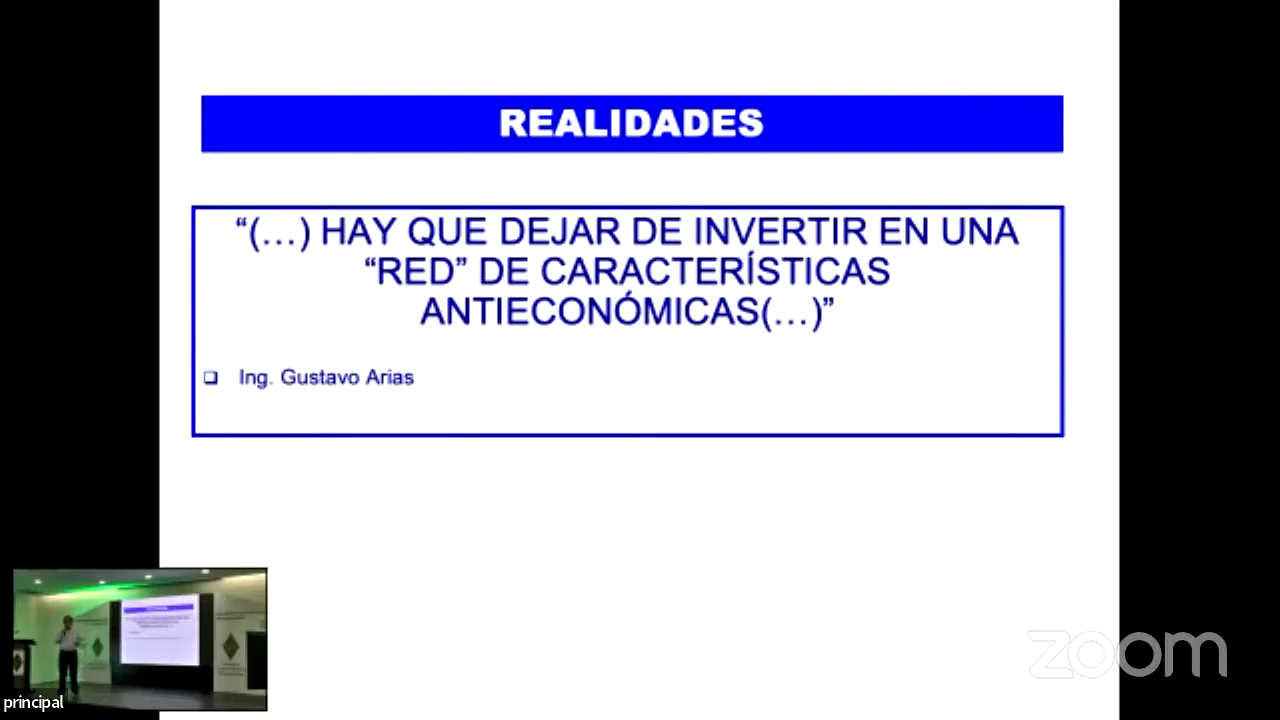 REALIDADES
“(…) HAY QUE DEJAR DE INVERTIR EN UNA
“RED” DE CARACTERÍSTICAS
ANTIECONÓMICAS(…)”
❑ Ing. Gustavo Arias
principal
zoom